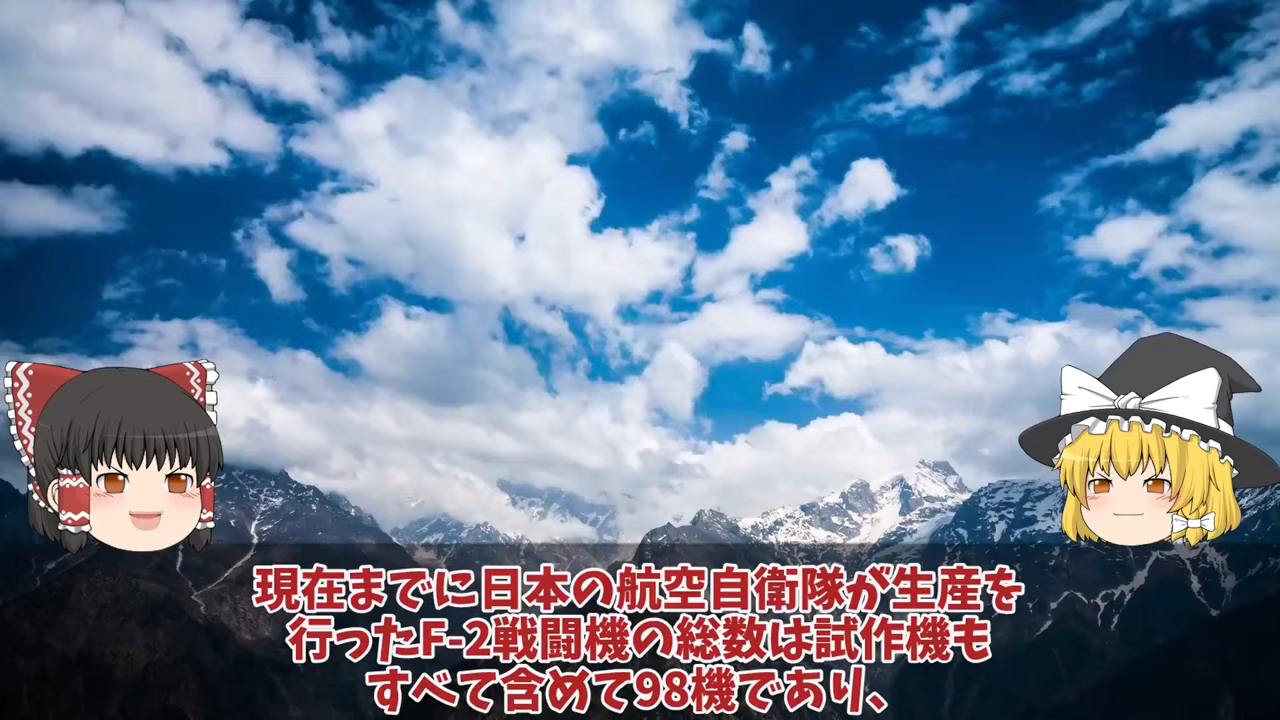 現在までに日本の航空自衛隊が生産を
行ったF-2戦闘機の総数は試作機も
すべて含めて98機であり、